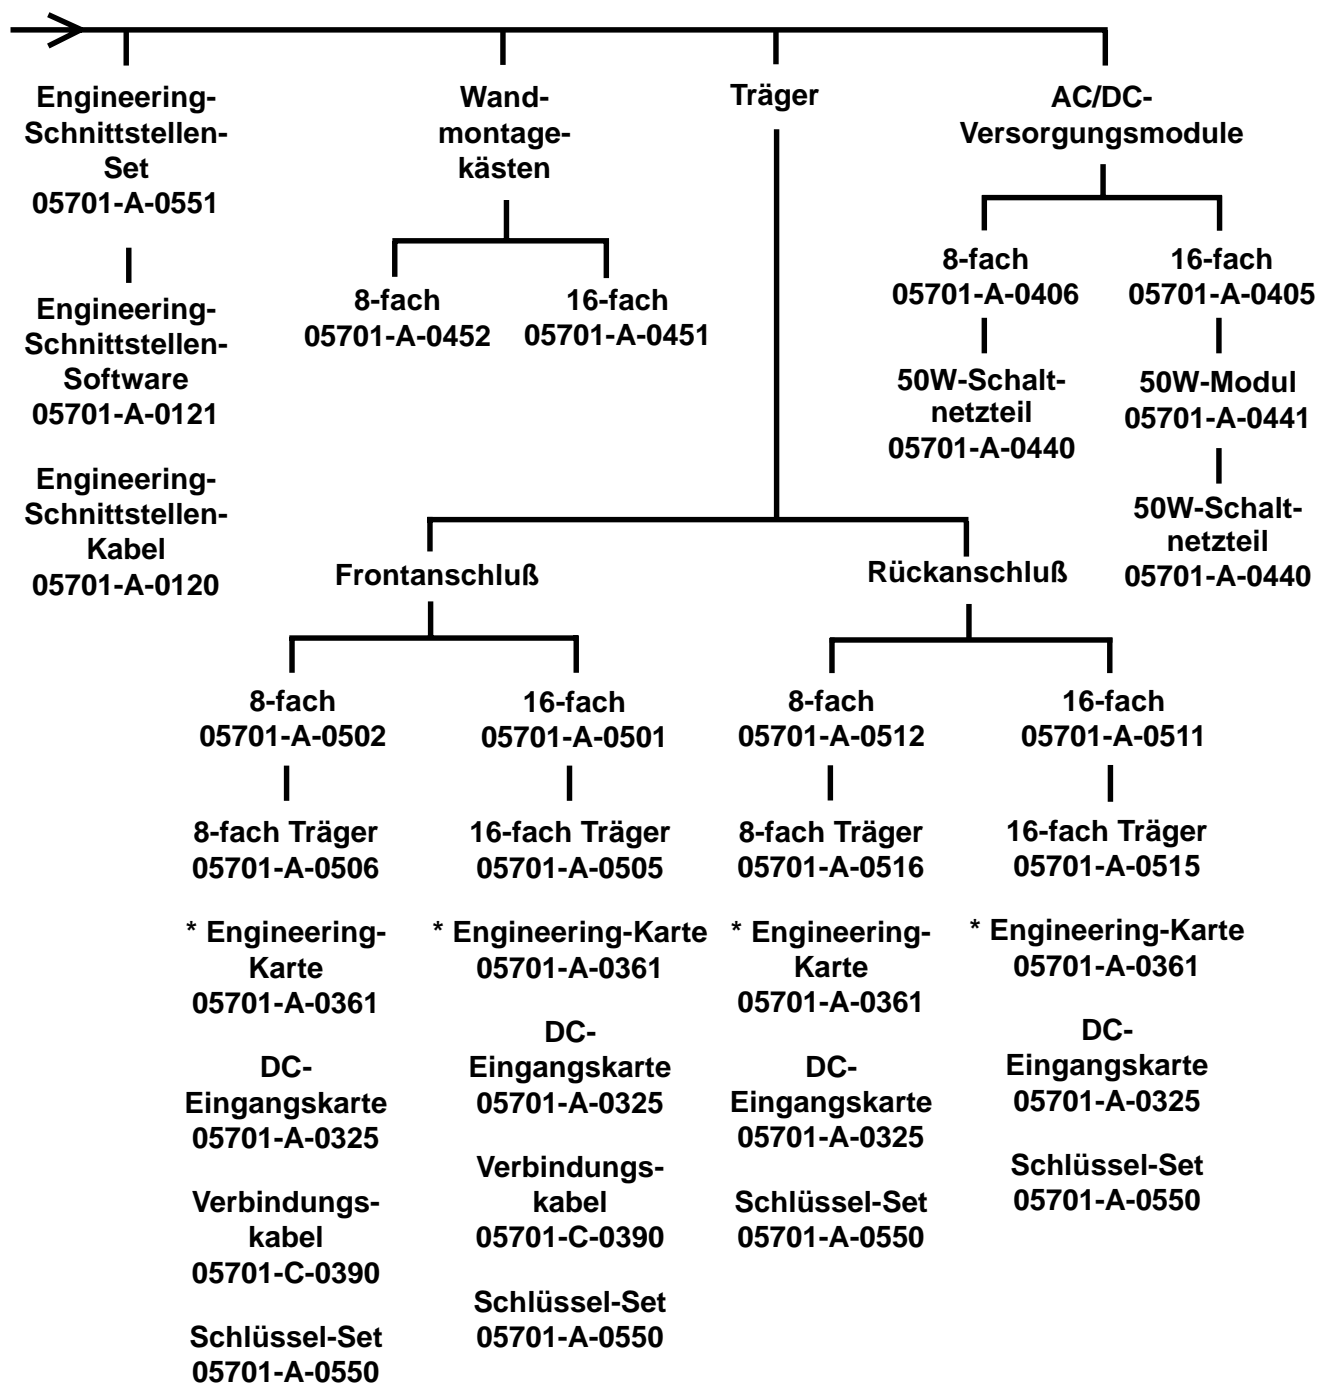 Engineering-
Schnittstellen-
Set
05701-A-0551
Engineering-
Schnittstellen-
Software
05701-A-0121
Engineering-
Schnittstellen-
Kabel
05701-A-0120
Wand-
montage-
kästen
8-fach
05701-A-0452
16-fach
05701-A-0451
Träger
AC/DC-
Versorgungsmodule
8-fach
05701-A-0406
50W-Schalt-
netzteil
05701-A-0440
16-fach
05701-A-0405
50W-Modul
05701-A-0441
50W-Schalt-
netzteil
05701-A-0440
Frontanschluß
8-fach
05701-A-0502
8-fach Träger
05701-A-0506
* Engineering-
Karte
05701-A-0361
DC-
Eingangskarte
05701-A-0325
Verbindungs-
kabel
05701-C-0390
Schlüssel-Set
05701-A-0550
16-fach
05701-A-0501
16-fach Träger
05701-A-0505
* Engineering-Karte
05701-A-0361
DC-
Eingangskarte
05701-A-0325
Verbindungs-
kabel
05701-C-0390
Schlüssel-Set
05701-A-0550
Rückanschluß
8-fach
05701-A-0512
8-fach Träger
05701-A-0516
* Engineering-
Karte
05701-A-0361
DC-
Eingangskarte
05701-A-0325
Schlüssel-Set
05701-A-0550
16-fach
05701-A-0511
16-fach Träger
05701-A-0515
* Engineering-Karte
05701-A-0361
DC-
Eingangskarte
05701-A-0325
Schlüssel-Set
05701-A-0550